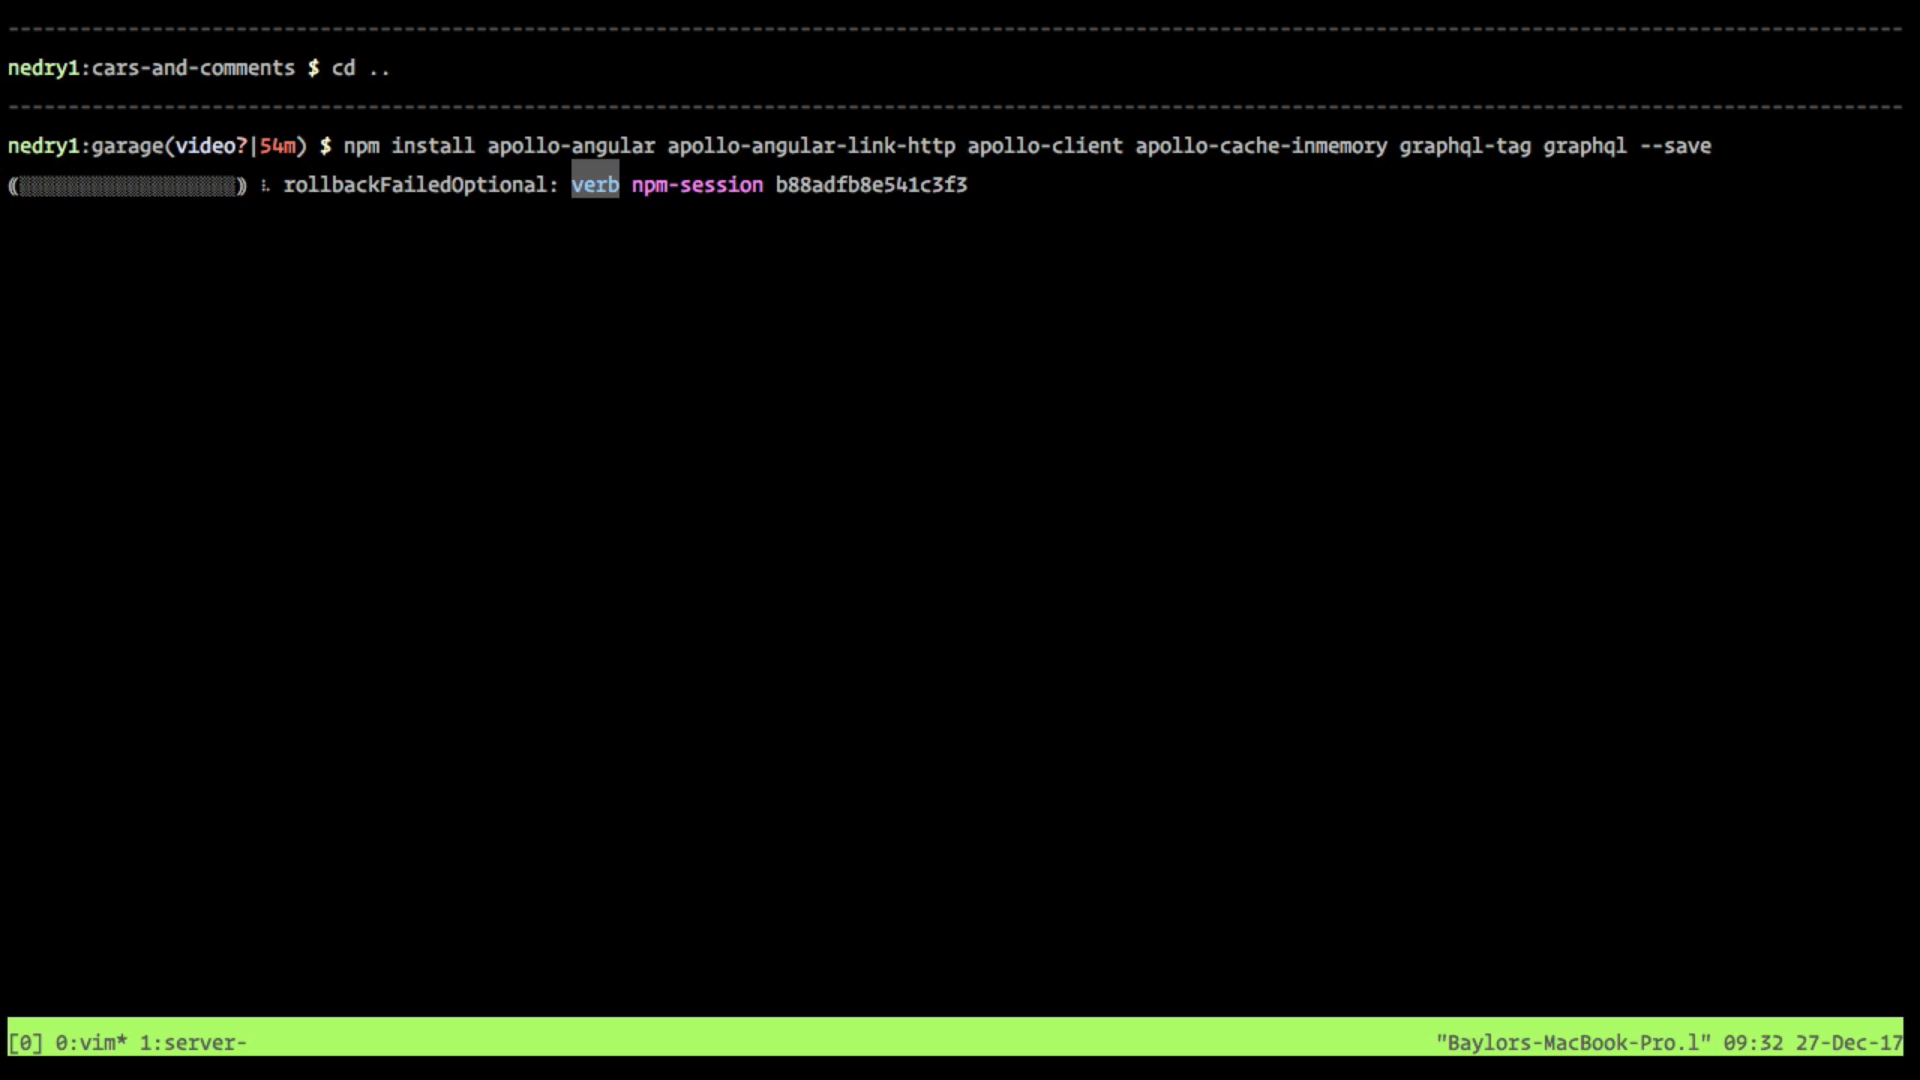 nedry1:cars-and-comments $ cd ..
nedry1:garage(video?|54m) $ npm install apollo-angular apollo-angular-link-http apollo-client apollo-cache-inmemory graphql-tag graphql --save
(░░░░░░░░░░░░░░░░░░) ⠧ rollbackFailedOptional: verb npm-session b88adfb8e541c3f3
[0] 0:vim* 1:server- "Baylors-MacBook-Pro.l" 09:32 27-Dec-17